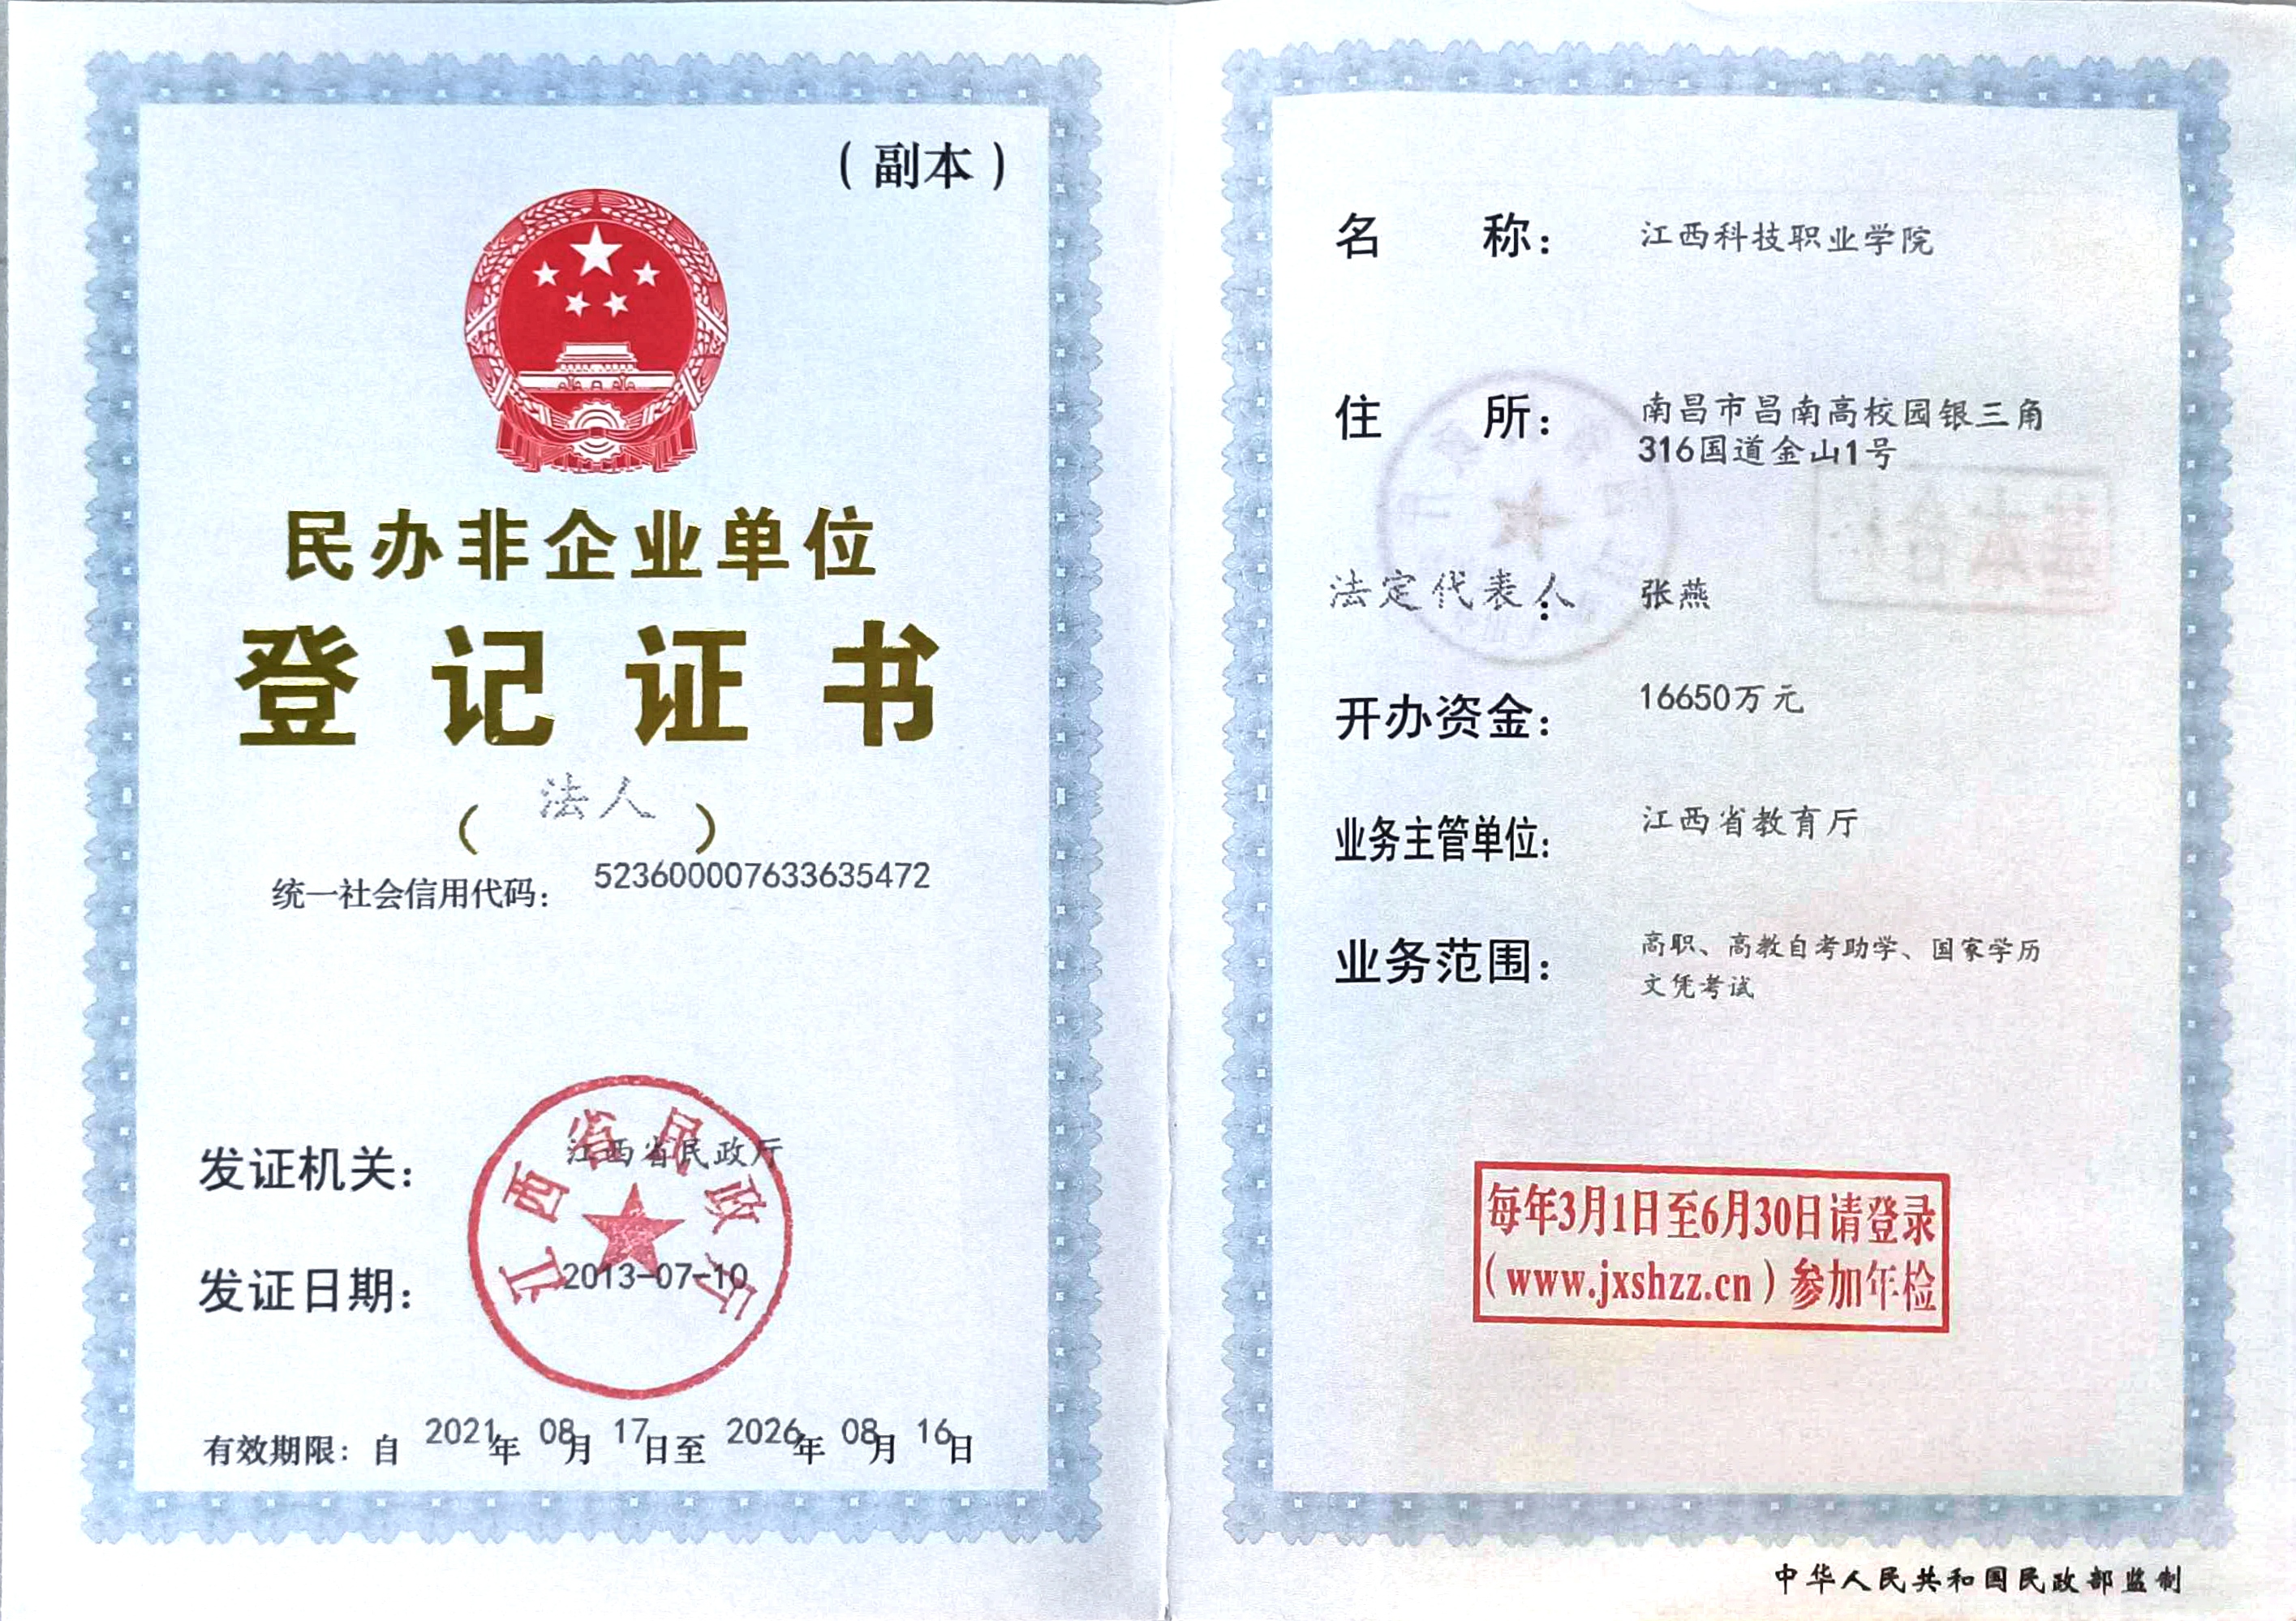 （副本）
民办非企业单位
登记证书
（法人）
统一社会信用代码：523600007633635472
发证机关：江西省民政厅
发证日期：2013-07-10
江西省民政厅
有效期限：自2021年08月17日至2026年08月16日
名称：江西科技职业学院
住所：南昌市昌南高校园银三角
316国道金山1号
法定代表人：张燕
开办资金：16650万元
业务主管单位：江西省教育厅
业务范围：高职、高教自考助学、国家学历
文凭考试
每年3月1日至6月30日请登录
（www.jxshzz.cn）参加年检
中华人民共和国民政部监制